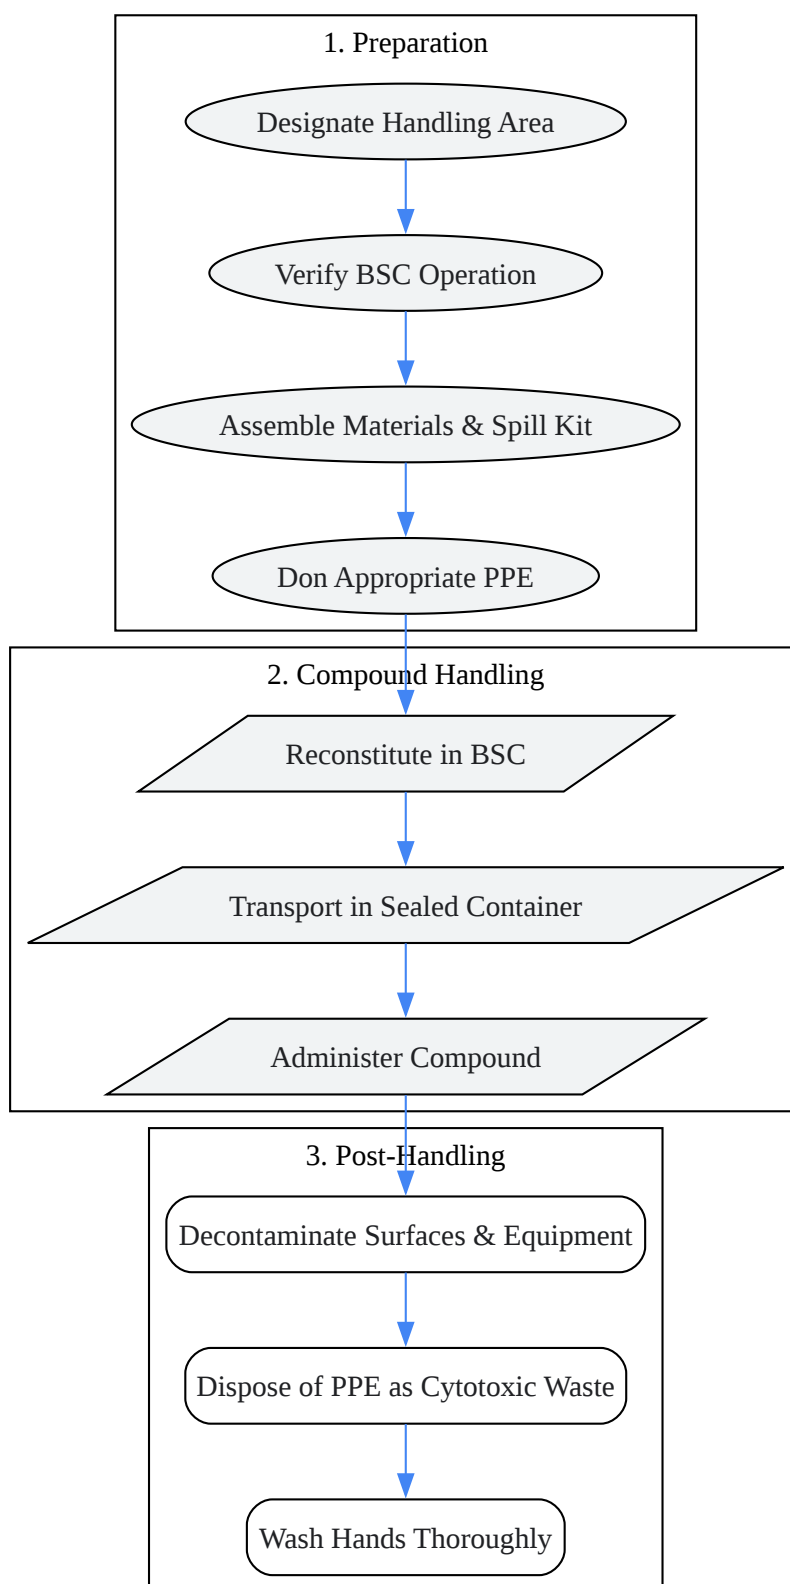 1. Preparation
Designate Handling Area
Verify BSC Operation
Assemble Materials & Spill Kit
Don Appropriate PPE
2. Compound Handling
Reconstitute in BSC
Transport in Sealed Container
Administer Compound
3. Post-Handling
Decontaminate Surfaces & Equipment
Dispose of PPE as Cytotoxic Waste
Wash Hands Thoroughly